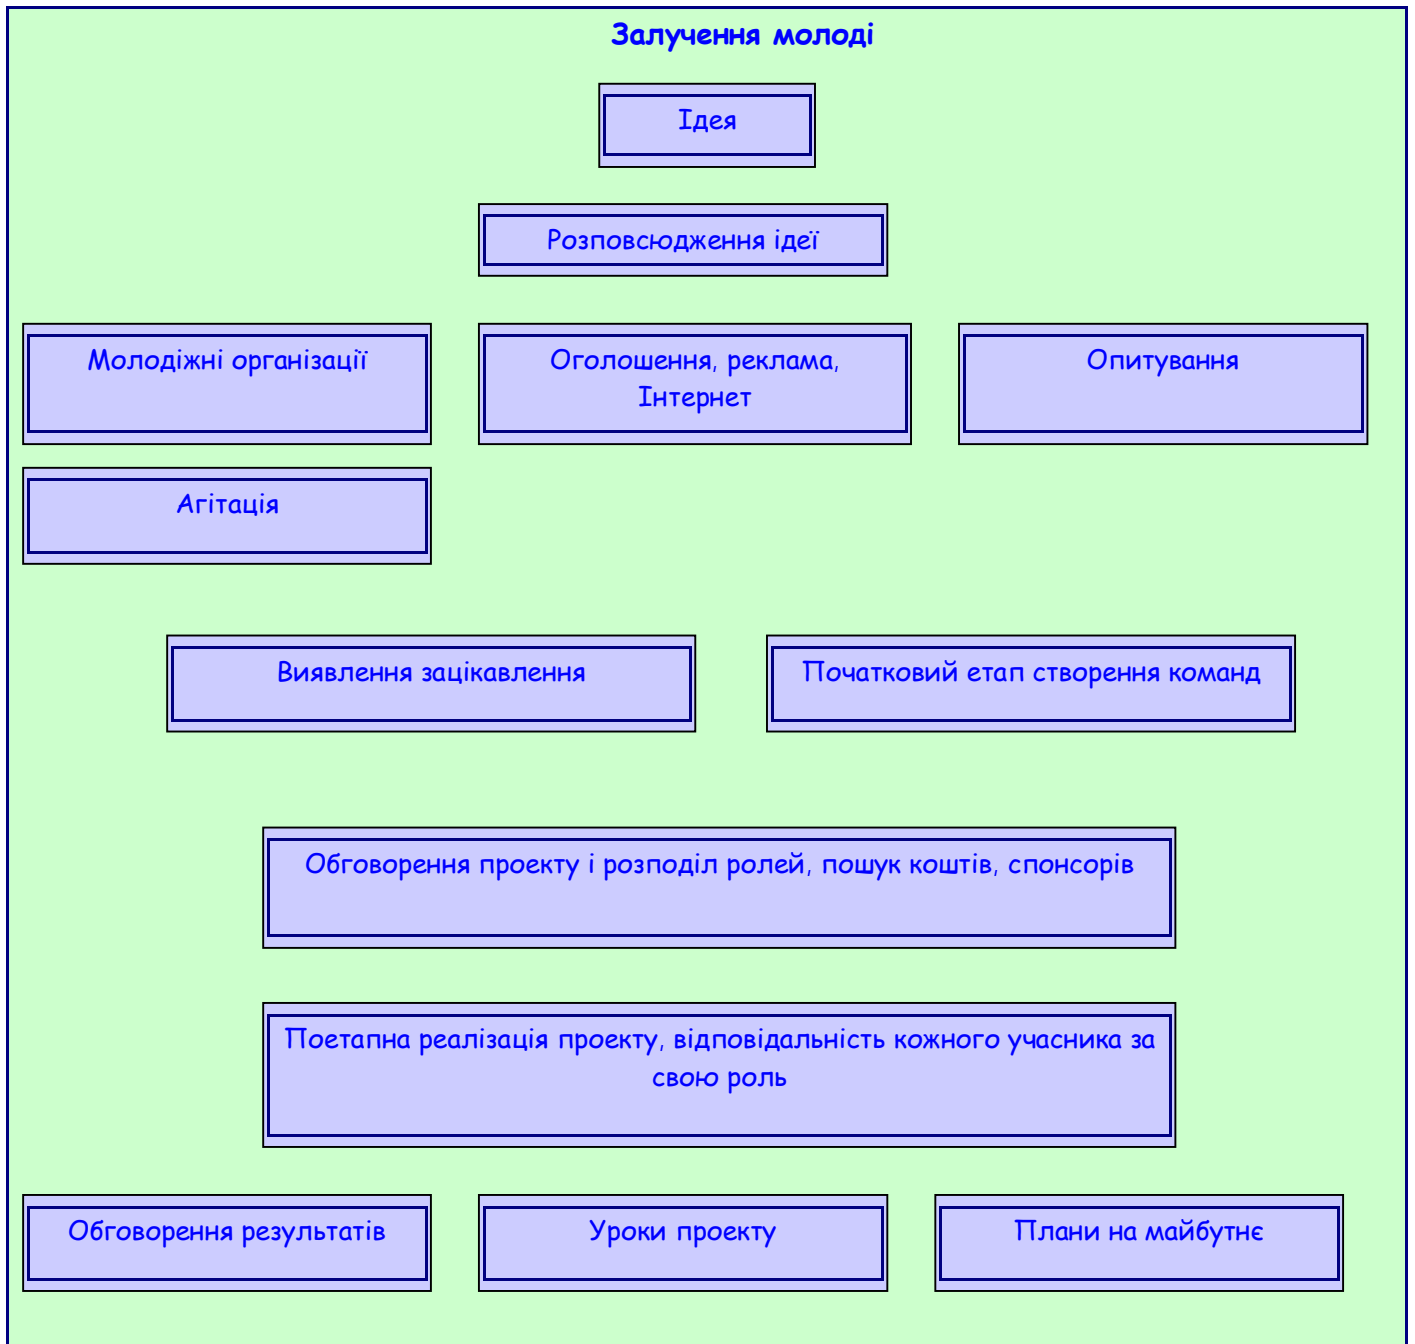 Залучення молоді
Ідея
Розповсюдження ідеї
Молодіжні організації
Оголошення, реклама,
Інтернет
Опитування
Агітація
Виявлення зацікавлення
Початковий етап створення команд
Обговорення проекту і розподіл ролей, пошук коштів, спонсорів
Поетапна реалізація проекту, відповідальність кожного учасника за
свою роль
Обговорення результатів
Уроки проекту
Плани на майбутнє